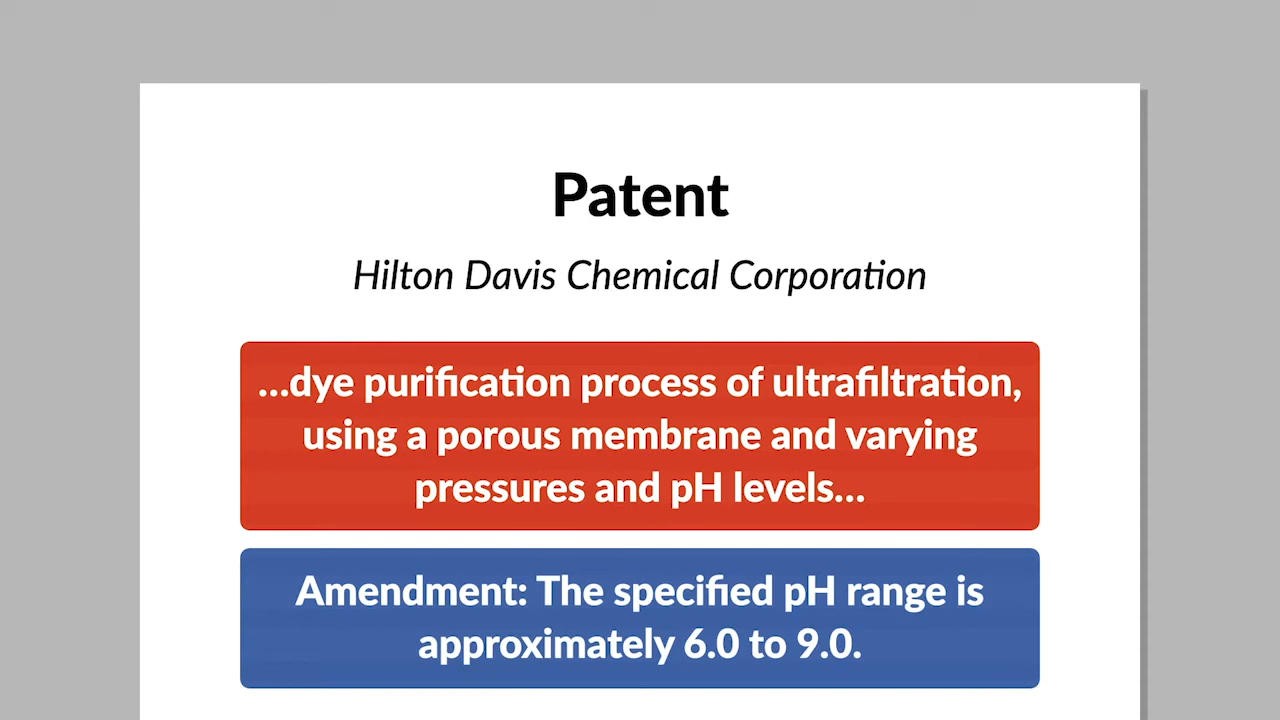 Patent
Hilton Davis Chemical Corporation
...dye purification process of ultrafiltration,
using a porous membrane and varying
pressures and pH levels...
Amendment: The specified pH range is
approximately 6.0 to 9.0.